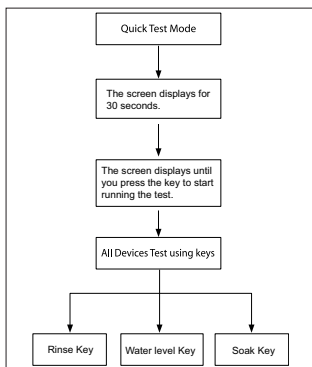 Quick Test Mode
The screen displays for
30 seconds.
The screen displays until
you press the key to start
running the test.
All Devices Test using keys
Rinse Key
Water level Key
Soak Key